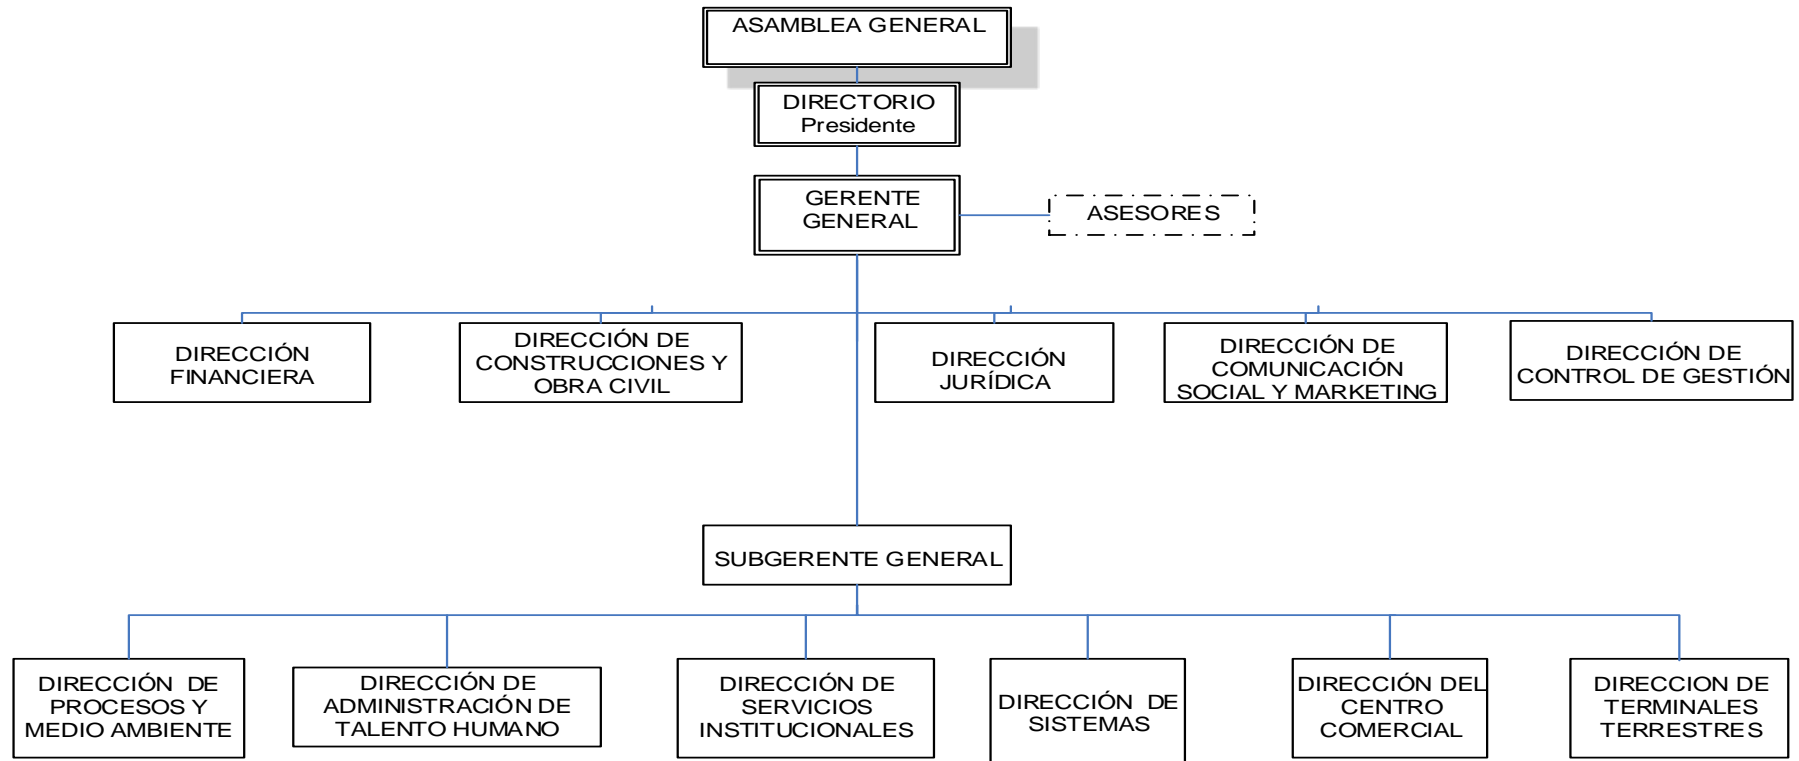 ASAMBLEA GENERAL
DIRECTORIO
Presidente
GERENTE
GENERAL
ASESORES
DIRECCIÓN
FINANCIERA
DIRECCIÓN DE
CONSTRUCCIONES Y
OBRA CIVIL
DIRECCIÓN
JURÍDICA
DIRECCIÓN DE
COMUNICACIÓN
SOCIAL Y MARKETING
DIRECCIÓN DE
CONTROL DE GESTIÓN
SUBGERENTE GENERAL
DIRECCIÓN DE
PROCESOS Y
MEDIO AMBIENTE
DIRECCIÓN DE
ADMINISTRACIÓN DE
TALENTO HUMANO
DIRECCIÓN DE
SERVICIOS
INSTITUCIONALES
DIRECCIÓN DE
SISTEMAS
DIRECCIÓN DEL
CENTRO
COMERCIAL
DIRECCION DE
TERMINALES
TERRESTRES